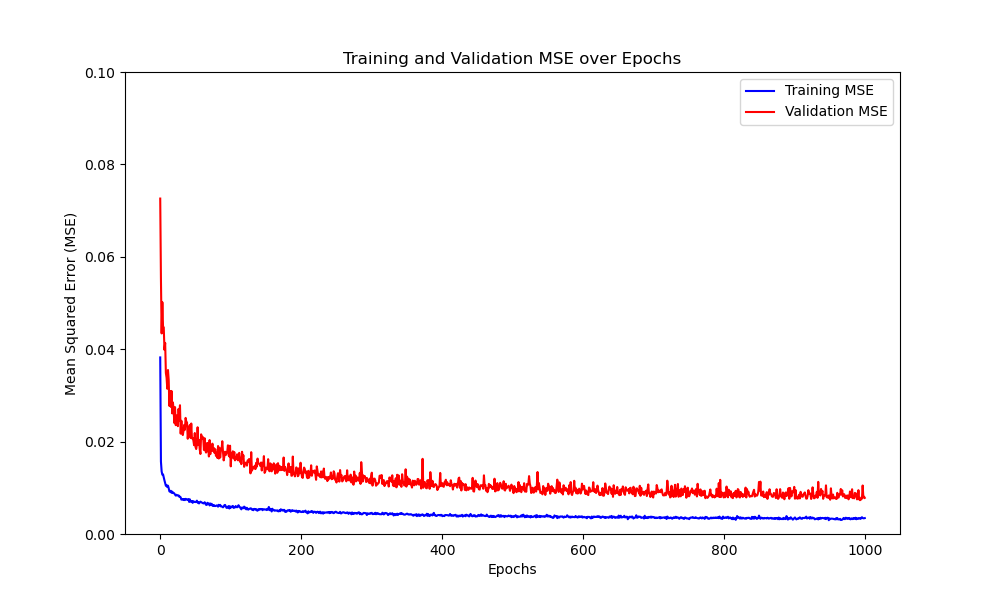 Training and Validation MSE over Epochs
Training MSE
Validation MSE
Mean Squared Error (MSE)
0.10
0.08
0.06
0.04
0.02
0.00
0 200 400 600 800 1000
Epochs